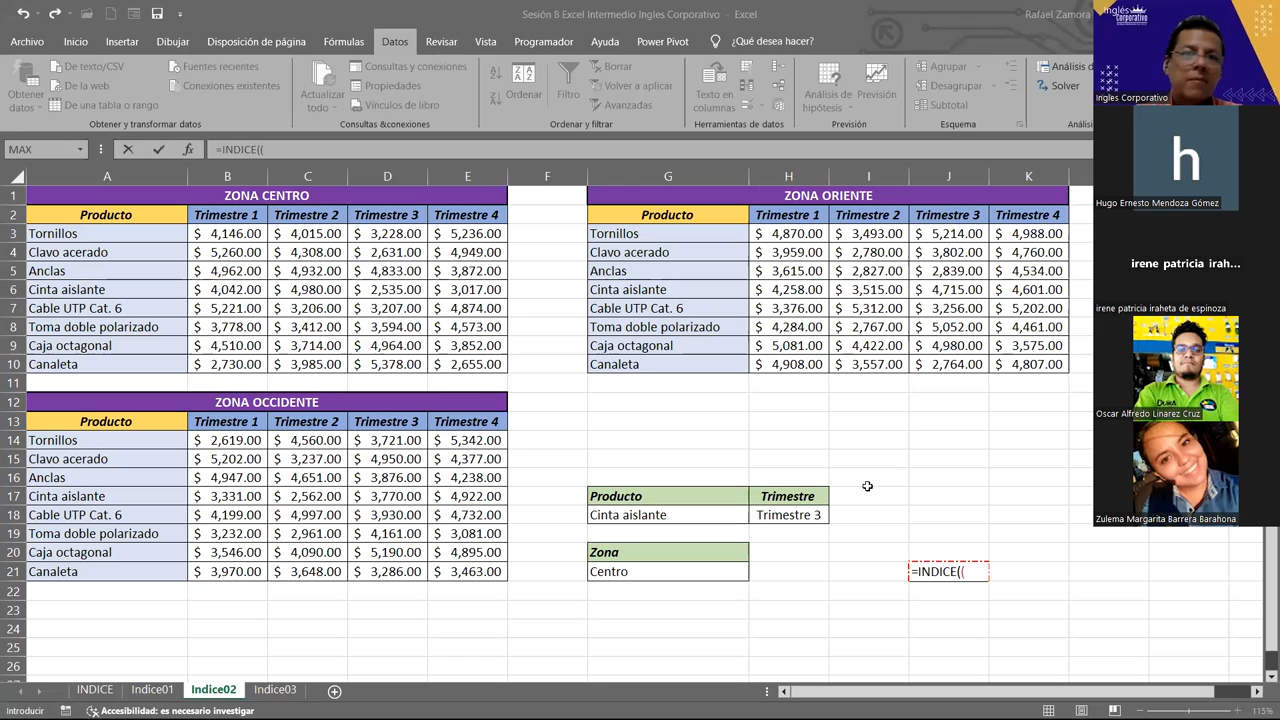 Sesión 8 Excel Intermedio Ingles Corporativo - Excel
Rafael Zamora
Archivo Inicio Insertar Dibujar Disposición de página Fórmulas Datos Revisar Vista Programador Ayuda Power Pivot ¿Qué desea hacer?
Obtener datos
De texto/CSV
De la web
De una tabla o rango
Fuentes recientes
Conexiones existentes
Obtener y transformar datos
Actualizar todo
Consultas y conexiones
Propiedades
Vínculos de libro
Consultas & conexiones
Ordenar
Filtro
Borrar
Volver a aplicar
Avanzadas
Ordenar y filtrar
Texto en columnas
Herramientas de datos
Análisis de hipótesis
Previsión
Previsión
Agrupar
Desagrupar
Subtotal
Esquema
Análisis d
Solver
Análisis
MAX fx =INDICE((
A B C D E F G H I J K
1 ZONA CENTRO ZONA ORIENTE
2 Producto Trimestre 1 Trimestre 2 Trimestre 3 Trimestre 4 Producto Trimestre 1 Trimestre 2 Trimestre 3 Trimestre 4
3 Tornillos $ 4,146.00 $ 4,015.00 $ 3,228.00 $ 5,236.00 Tornillos $ 4,870.00 $ 3,493.00 $ 5,214.00 $ 4,988.00
4 Clavo acerado $ 5,260.00 $ 4,308.00 $ 2,631.00 $ 4,949.00 Clavo acerado $ 3,959.00 $ 2,780.00 $ 3,802.00 $ 4,760.00
5 Anclas $ 4,962.00 $ 4,932.00 $ 4,833.00 $ 3,872.00 Anclas $ 3,615.00 $ 2,827.00 $ 2,839.00 $ 4,534.00
6 Cinta aislante $ 4,042.00 $ 4,980.00 $ 2,535.00 $ 3,017.00 Cinta aislante $ 4,258.00 $ 3,515.00 $ 4,715.00 $ 4,601.00
7 Cable UTP Cat. 6 $ 5,221.00 $ 3,206.00 $ 3,207.00 $ 4,874.00 Cable UTP Cat. 6 $ 3,376.00 $ 5,312.00 $ 3,256.00 $ 5,202.00
8 Toma doble polarizado $ 3,778.00 $ 3,412.00 $ 3,594.00 $ 4,573.00 Toma doble polarizado $ 4,284.00 $ 2,767.00 $ 5,052.00 $ 4,461.00
9 Caja octagonal $ 4,510.00 $ 3,714.00 $ 4,964.00 $ 3,857.00 Caja octagonal $ 5,081.00 $ 4,422.00 $ 4,980.00 $ 3,575.00
10 Canaleta $ 2,730.00 $ 3,985.00 $ 5,378.00 $ 2,655.00 Canaleta $ 4,908.00 $ 3,557.00 $ 2,764.00 $ 4,807.00
11
12 ZONA OCCIDENTE
13 Producto Trimestre 1 Trimestre 2 Trimestre 3 Trimestre 4
14 Tornillos $ 2,619.00 $ 4,560.00 $ 3,721.00 $ 5,342.00
15 Clavo acerado $ 5,202.00 $ 3,237.00 $ 4,950.00 $ 4,377.00
16 Anclas $ 4,947.00 $ 4,651.00 $ 3,876.00 $ 4,238.00
17 Cinta aislante $ 3,331.00 $ 2,562.00 $ 3,770.00 $ 4,922.00 Producto Trimestre
18 Cable UTP Cat. 6 $ 4,199.00 $ 4,997.00 $ 3,930.00 $ 4,732.00 Cinta aislante Trimestre 3
19 Toma doble polarizado $ 3,232.00 $ 2,961.00 $ 4,161.00 $ 3,081.00
20 Caja octagonal $ 3,546.00 $ 4,090.00 $ 5,190.00 $ 4,895.00 Zona
21 Canaleta $ 3,970.00 $ 3,648.00 $ 3,286.00 $ 3,463.00 Centro =INDICE((
22
23
24
25
26
INDICE Indice01 Indice02 Indice03
Introducir Accesibilidad: es necesario investigar 115%
Inglés Corporativo
Ingles Corporativo
h
Hugo Ernesto Mendoza Gómez
irene patricia irah...
irene patricia iraheta de espinoza
DURA
Oscar Alfredo Linarez Cruz
Zulema Margarita Barrera Barahona